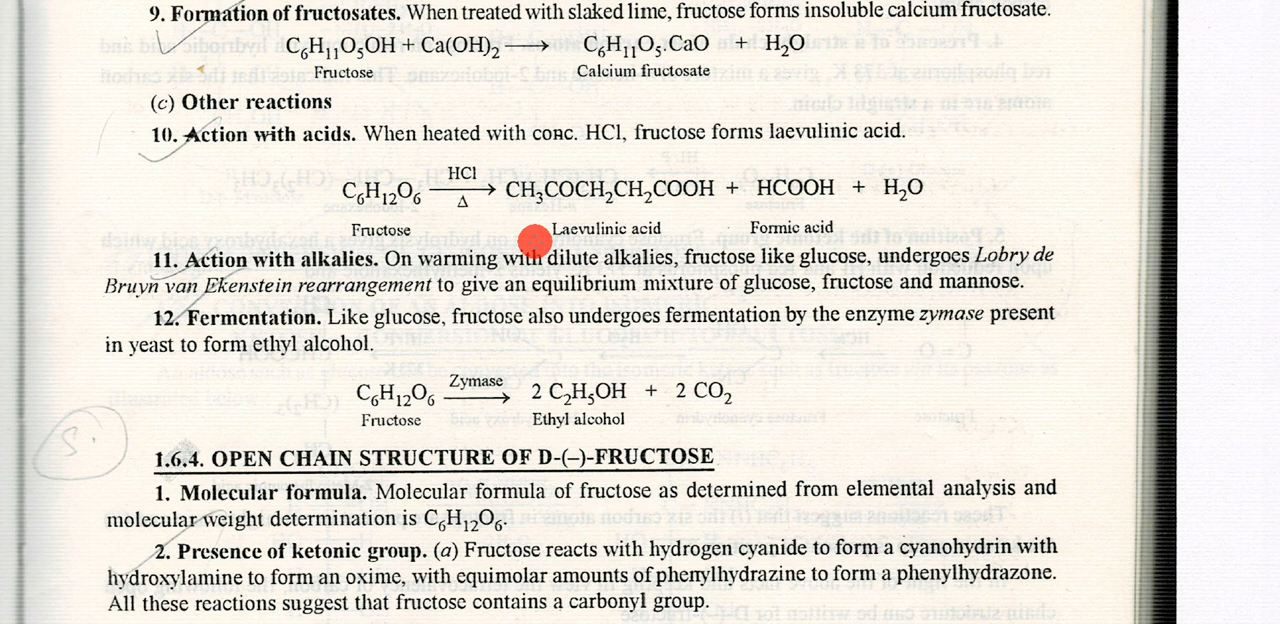 9. Formation of fructosates. When treated with slaked lime, fructose forms insoluble calcium fructosate.
C₆H₁₁O₅OH + Ca(OH)₂ ⟶ C₆H₁₁O₅.CaO + H₂O
Fructose Calcium fructosate
(c) Other reactions
10. Action with acids. When heated with conc. HCl, fructose forms laevulinic acid.
HCl
C₆H₁₂O₆ ⟶ CH₃COCH₂CH₂COOH + HCOOH + H₂O
Δ
Fructose Laevulinic acid Formic acid
11. Action with alkalies. On warming with dilute alkalies, fructose like glucose, undergoes Lobry de
Bruyn van Ekenstein rearrangement to give an equilibrium mixture of glucose, fructose and mannose.
12. Fermentation. Like glucose, fructose also undergoes fermentation by the enzyme zymase present
in yeast to form ethyl alcohol.
Zymase
C₆H₁₂O₆ ⟶ 2 C₂H₅OH + 2 CO₂
Fructose Ethyl alcohol
1.6.4. OPEN CHAIN STRUCTURE OF D-(–)-FRUCTOSE
1. Molecular formula. Molecular formula of fructose as determined from elemental analysis and
molecular weight determination is C₆H₁₂O₆.
2. Presence of ketonic group. (a) Fructose reacts with hydrogen cyanide to form a cyanohydrin with
hydroxylamine to form an oxime, with equimolar amounts of phenylhydrazine to form a phenylhydrazone.
All these reactions suggest that fructose contains a carbonyl group.